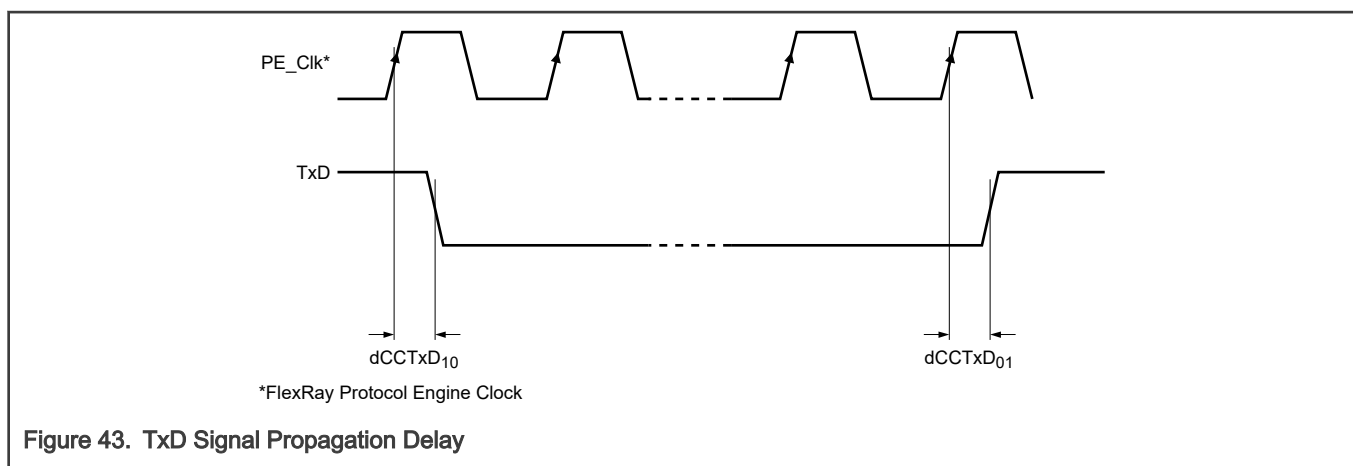 PE_Clk*
TxD
dCCTxD10
dCCTxD01
*FlexRay Protocol Engine Clock
Figure 43. TxD Signal Propagation Delay